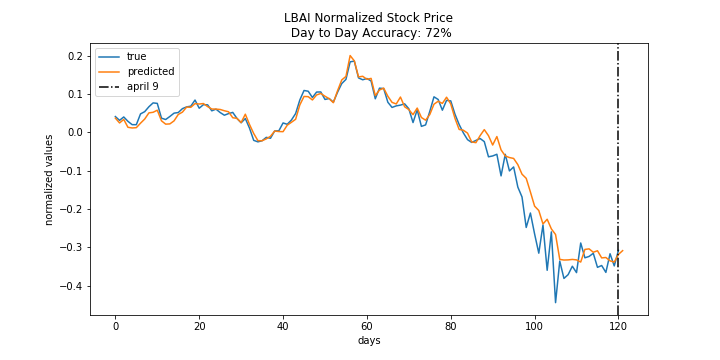 LBAI Normalized Stock Price
Day to Day Accuracy: 72%
true
predicted
april 9
normalized values
0.2
0.1
0.0
−0.1
−0.2
−0.3
−0.4
0
20
40
60
80
100
120
days